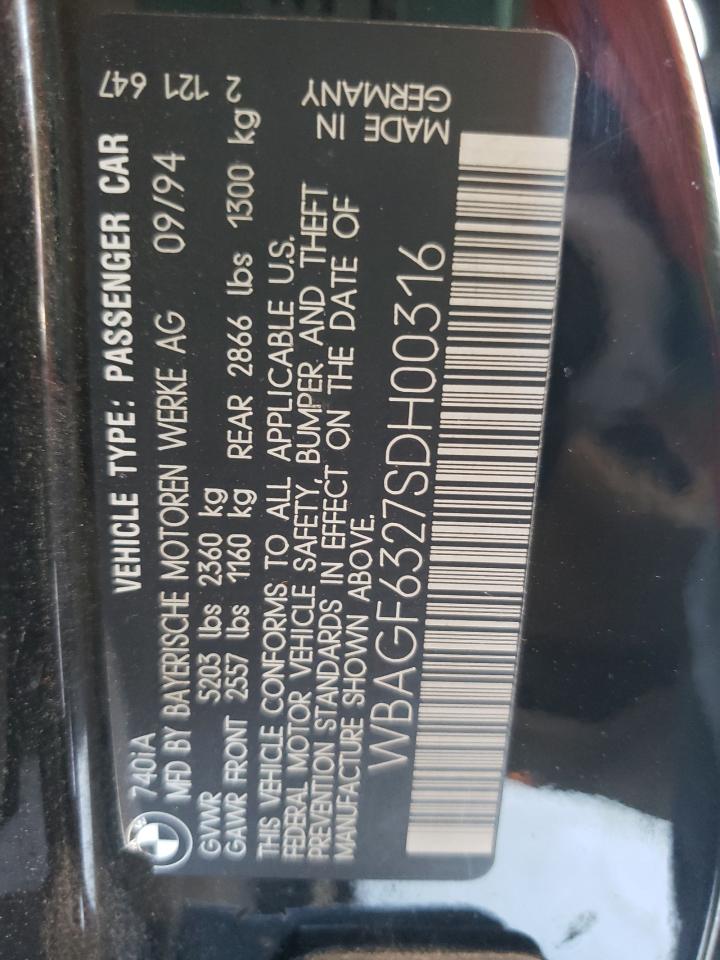 VEHICLE TYPE: PASSENGER CAR
2 121 647
740iA
MFD BY BAYERISCHE MOTOREN WERKE AG 09/94
GVWR 5203 lbs 2360 kg
GAWR FRONT 2557 lbs 1160 kg REAR 2866 lbs 1300 kg
THIS VEHICLE CONFORMS TO ALL APPLICABLE U.S.
FEDERAL MOTOR VEHICLE SAFETY, BUMPER AND THEFT
PREVENTION STANDARDS IN EFFECT ON THE DATE OF
MANUFACTURE SHOWN ABOVE.
MADE IN
GERMANY
WBAGF6327SDH00316